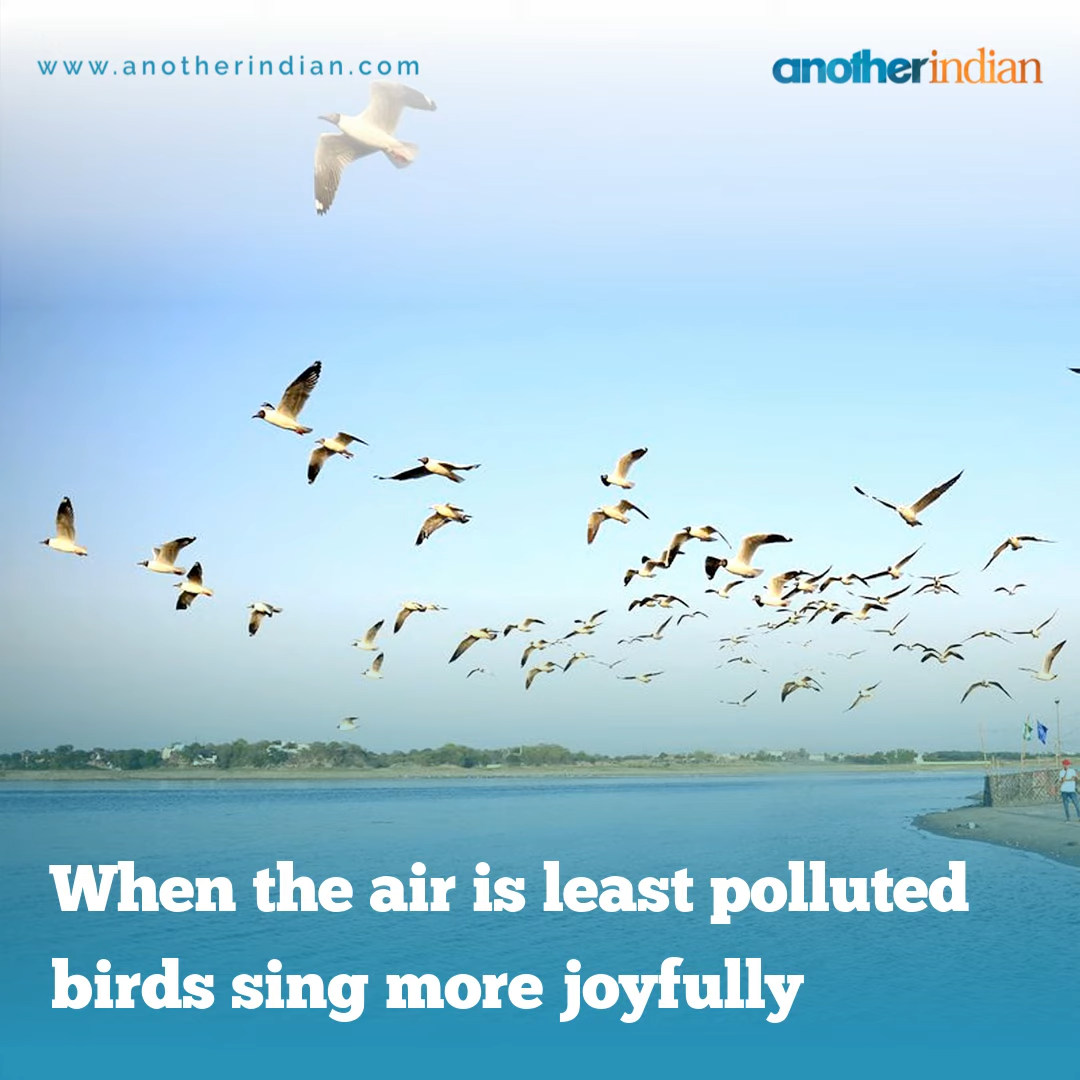 www.anotherindian.com
anotherindian
When the air is least polluted
birds sing more joyfully